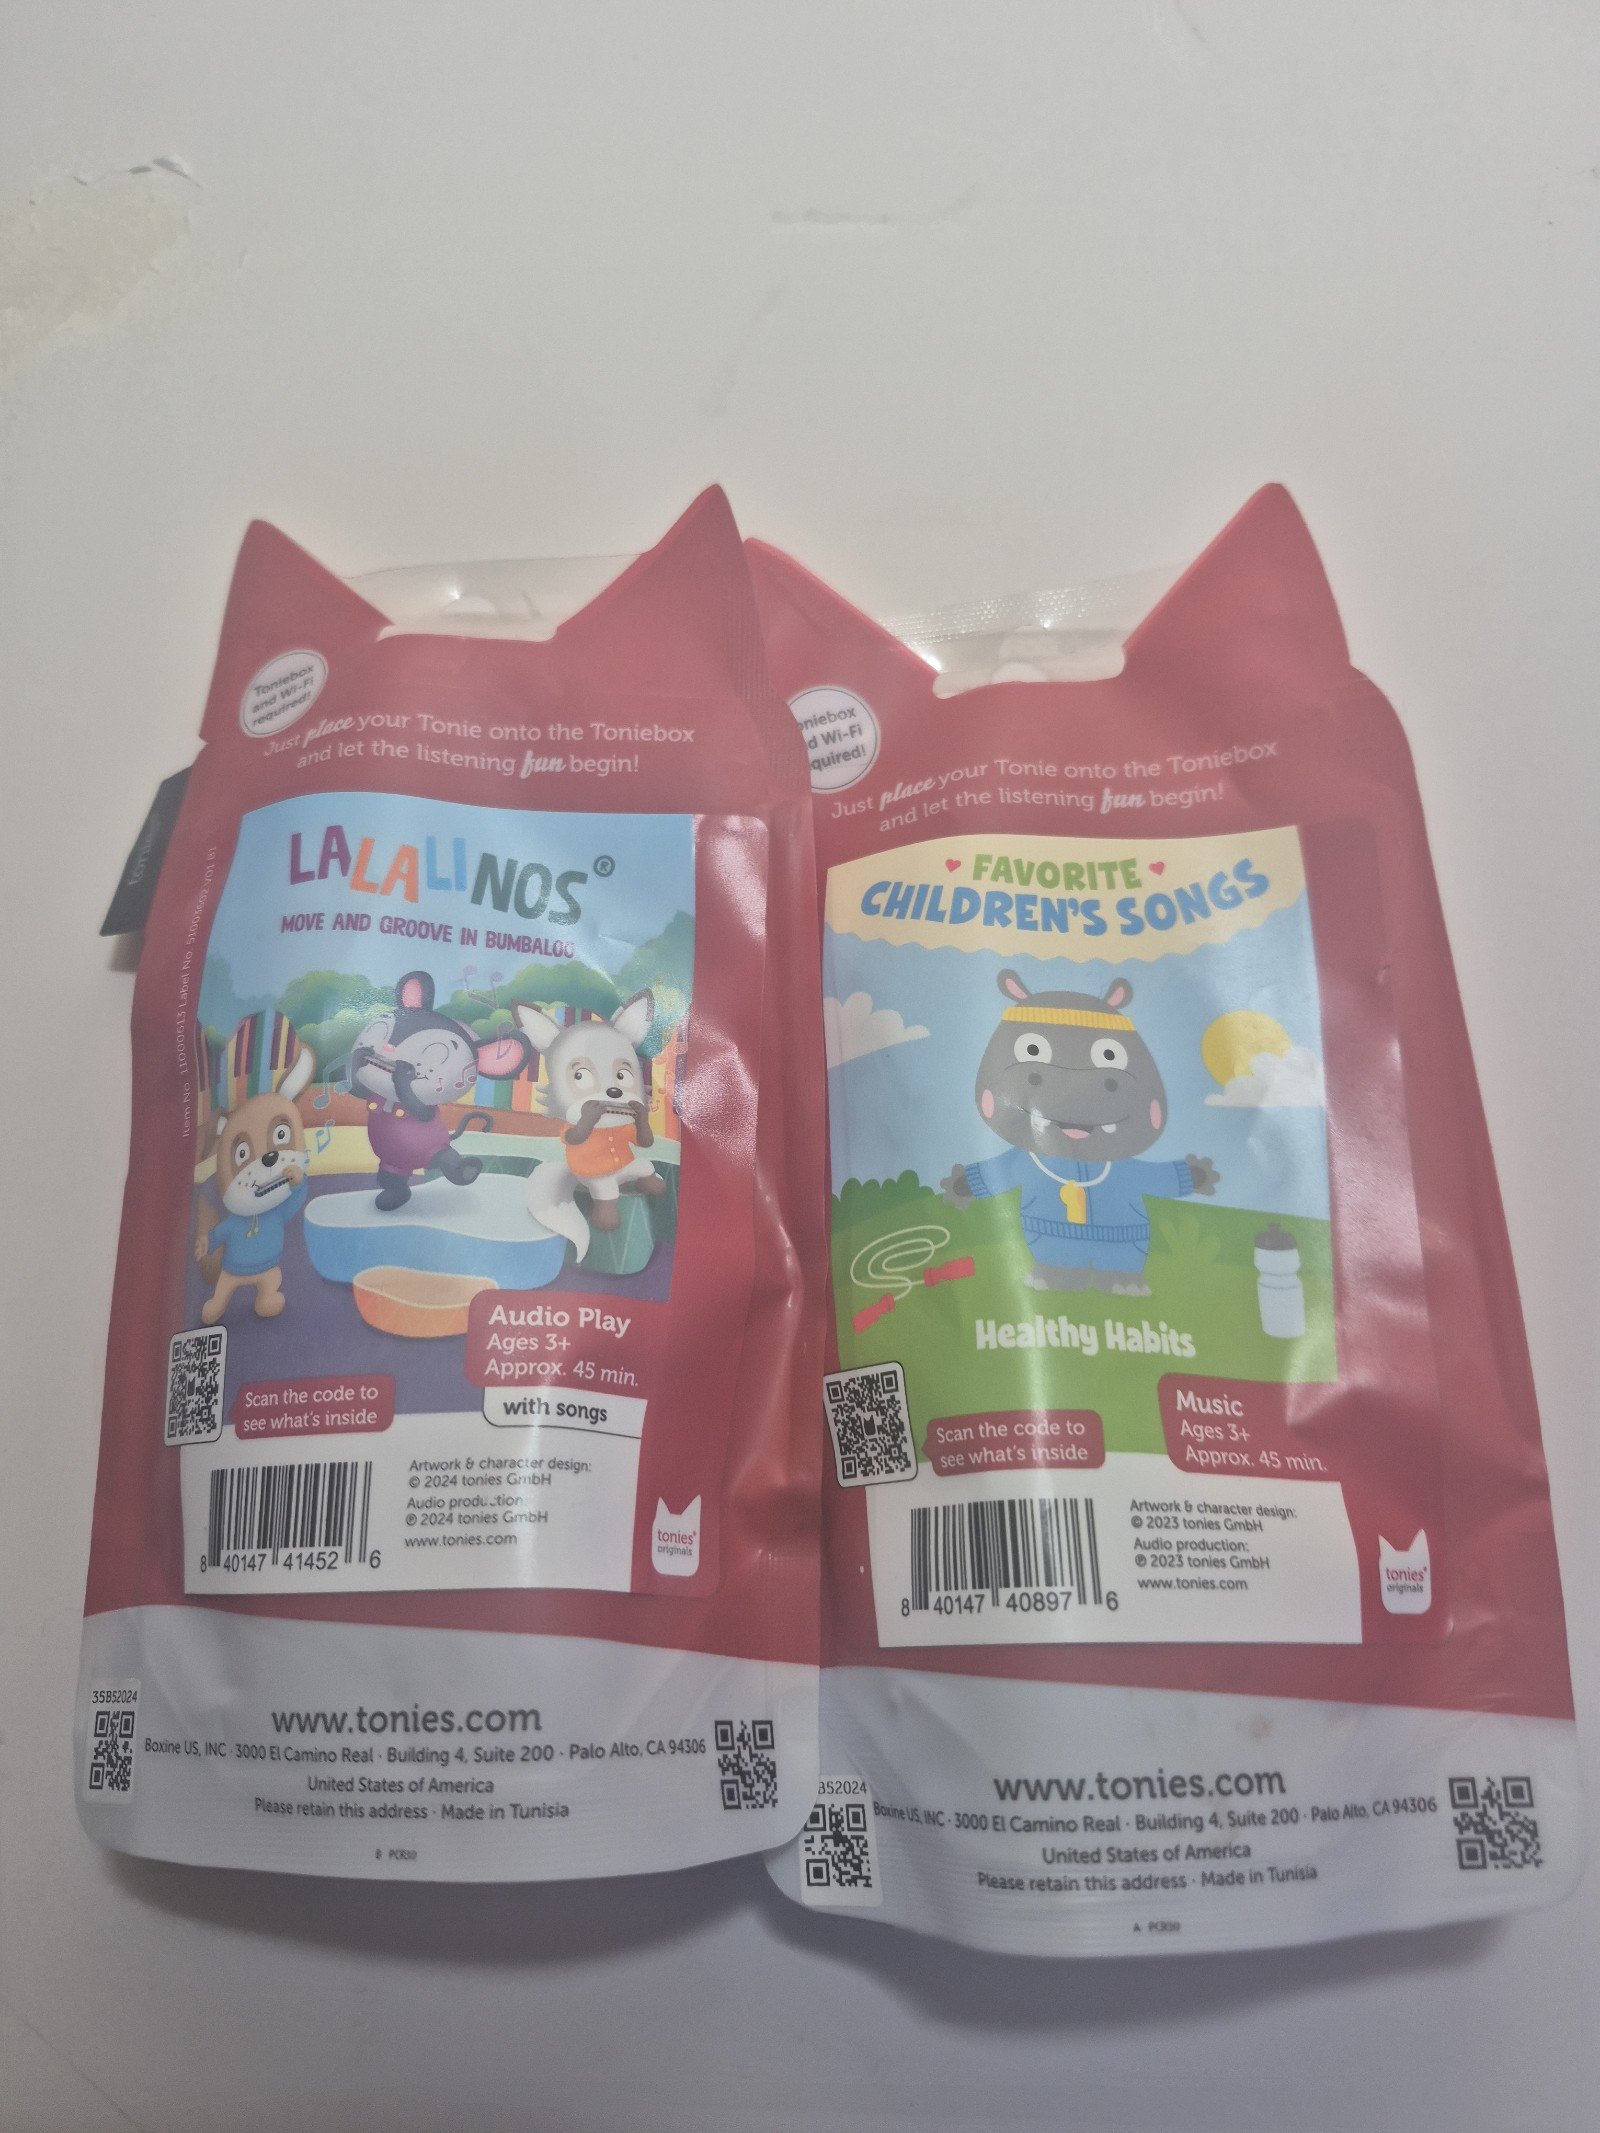 Toniebox
and Wi-Fi
required!
Just place your Tonie onto the Toniebox
and let the listening fun begin!
LALALINOS®
MOVE AND GROOVE IN BUMBALOO
Audio Play
Ages 3+
Approx. 45 min.
with songs
Scan the code to
see what's inside
Artwork & character design:
© 2024 tonies GmbH
Audio production
℗ 2024 tonies GmbH
www.tonies.com
8 40147 41452 6
tonies®
originals
35B52024
www.tonies.com
Boxine US, INC · 3000 El Camino Real · Building 4, Suite 200 · Palo Alto, CA 94306
United States of America
Please retain this address · Made in Tunisia
B PCR30
oniebox
d Wi-Fi
quired!
Just place your Tonie onto the Toniebox
and let the listening fun begin!
FAVORITE
CHILDREN'S SONGS
Healthy Habits
Music
Ages 3+
Approx. 45 min.
Scan the code to
see what's inside
Artwork & character design:
© 2023 tonies GmbH
Audio production:
℗ 2023 tonies GmbH
www.tonies.com
8 40147 40897 6
tonies®
originals
B52024
www.tonies.com
Boxine US, INC · 3000 El Camino Real · Building 4, Suite 200 · Palo Alto, CA 94306
United States of America
Please retain this address · Made in Tunisia
A PCR30